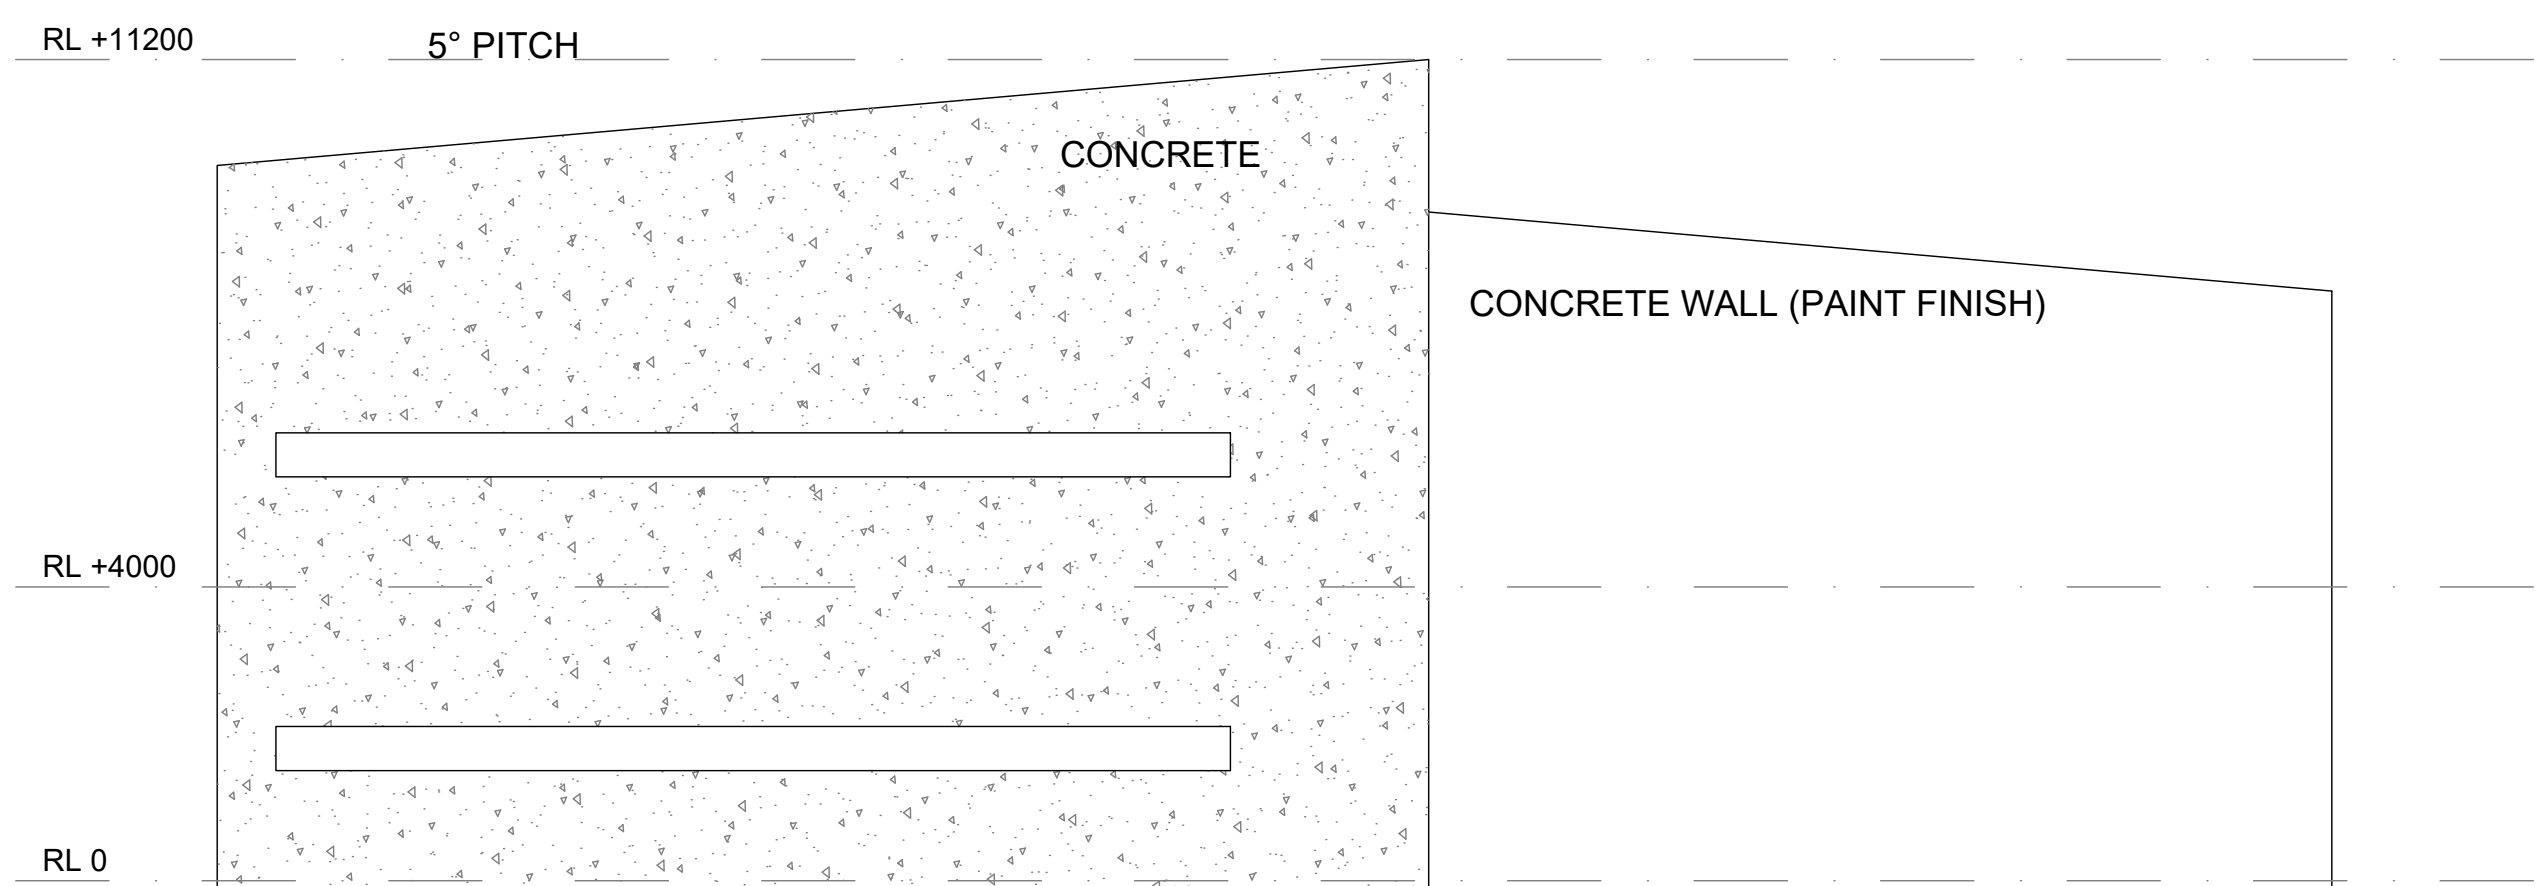 RL +11200
5° PITCH
CONCRETE
CONCRETE WALL (PAINT FINISH)
RL +4000
RL 0